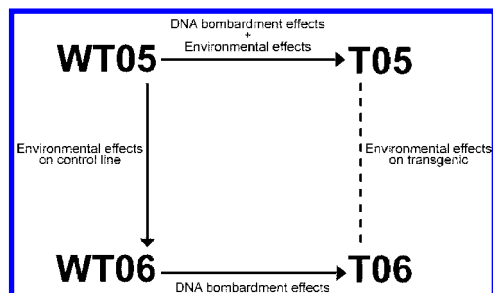 DNA bombardment effects
+
Environmental effects
WT05
T05
Environmental effects
on control line
Environmental effects
on transgenic
WT06
T06
DNA bombardment effects